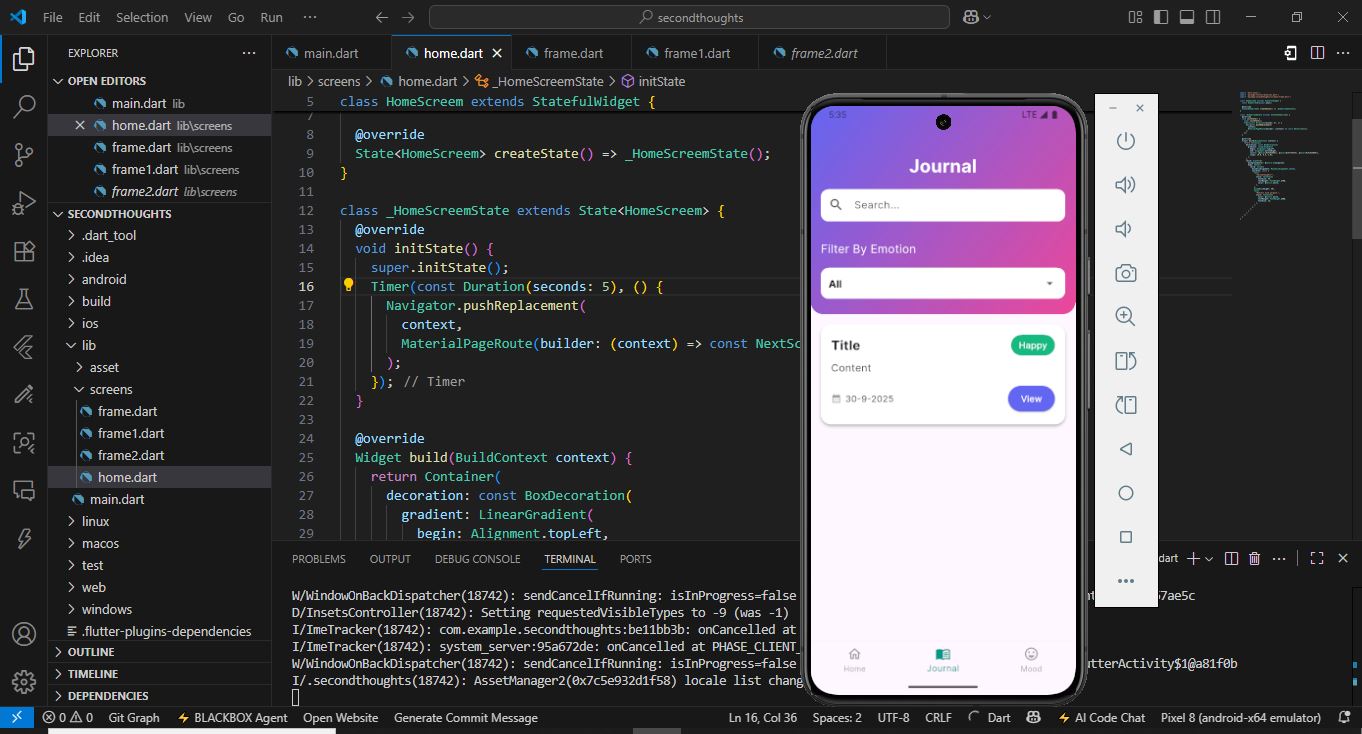 File Edit Selection View Go Run ···
secondthoughts
EXPLORER
OPEN EDITORS
main.dart lib
home.dart lib\screens
frame.dart lib\screens
frame1.dart lib\screens
frame2.dart lib\screens
SECONDTHOUGHTS
.dart_tool
.idea
android
build
ios
lib
asset
screens
frame.dart
frame1.dart
frame2.dart
home.dart
main.dart
linux
macos
test
web
windows
.flutter-plugins-dependencies
OUTLINE
TIMELINE
DEPENDENCIES
main.dart home.dart frame.dart frame1.dart frame2.dart
lib > screens > home.dart > _HomeScreemState > initState
5 class HomeScreem extends StatefulWidget {
7
8 @override
9 State<HomeScreem> createState() => _HomeScreemState();
10 }
11
12 class _HomeScreemState extends State<HomeScreem> {
13 @override
14 void initState() {
15 super.initState();
16 Timer(const Duration(seconds: 5), () {
17 Navigator.pushReplacement(
18 context,
19 MaterialPageRoute(builder: (context) => const NextSc
20 );
21 }); // Timer
22 }
23
24 @override
25 Widget build(BuildContext context) {
26 return Container(
27 decoration: const BoxDecoration(
28 gradient: LinearGradient(
29 begin: Alignment.topLeft,
PROBLEMS OUTPUT DEBUG CONSOLE TERMINAL PORTS
dart
W/WindowOnBackDispatcher(18742): sendCancelIfRunning: isInProgress=false
7ae5c
D/InsetsController(18742): Setting requestedVisibleTypes to -9 (was -1)
I/ImeTracker(18742): com.example.secondthoughts:be11bb3b: onCancelled at
I/ImeTracker(18742): system_server:95a672de: onCancelled at PHASE_CLIENT_
W/WindowOnBackDispatcher(18742): sendCancelIfRunning: isInProgress=false
utterActivity$1@a81f0b
I/.secondthoughts(18742): AssetManager2(0x7c5e932d1f58) locale list chang
5:35 LTE
Journal
Search...
Filter By Emotion
All
Title Happy
Content
30-9-2025 View
Home Journal Mood
0 0 Git Graph BLACKBOX Agent Open Website Generate Commit Message Ln 16, Col 36 Spaces: 2 UTF-8 CRLF Dart AI Code Chat Pixel 8 (android-x64 emulator)